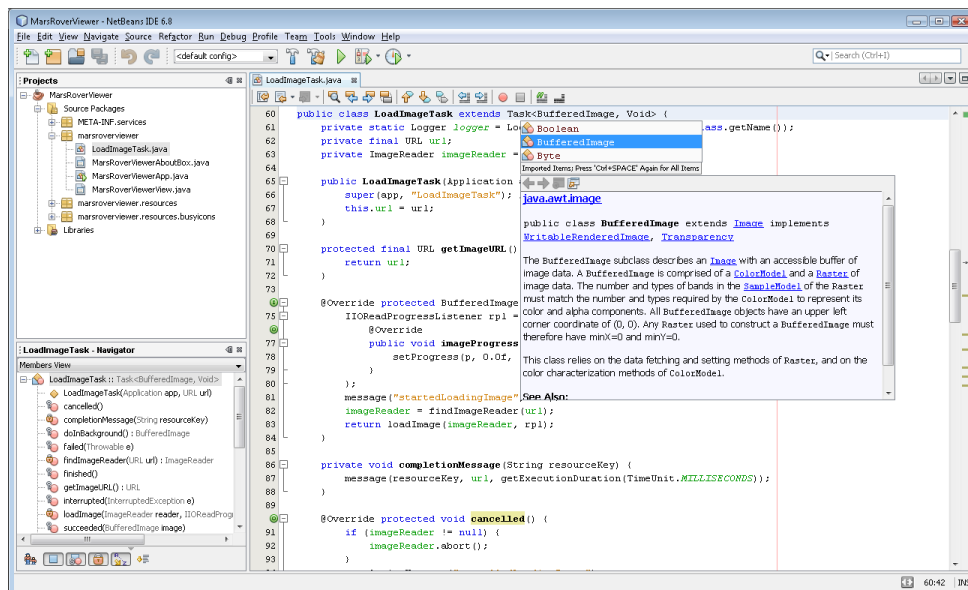 MarsRoverViewer - NetBeans IDE 6.8
File Edit View Navigate Source Refactor Run Debug Profile Team Tools Window Help
<default config>
Search (Ctrl+I)
Projects
MarsRoverViewer
Source Packages
META-INF.services
marsroverviewer
LoadImageTask.java
MarsRoverViewerAboutBox.java
MarsRoverViewerApp.java
MarsRoverViewerView.java
marsroverviewer.resources
marsroverviewer.resources.busyicons
Libraries
LoadImageTask - Navigator
Members View
LoadImageTask :: Task<BufferedImage, Void>
LoadImageTask(Application app, URL url)
cancelled()
completionMessage(String resourceKey)
doInBackground() : BufferedImage
failed(Throwable e)
findImageReader(URL url) : ImageReader
finished()
getImageURL() : URL
interrupted(InterruptedException e)
loadImage(ImageReader reader, IIOReadProg
succeeded(BufferedImage image)
LoadImageTask.java
60 public class LoadImageTask extends Task<BufferedImage, Void> {
61 private static Logger logger = Lo ass.getName());
62 private final URL url;
63 private ImageReader imageReader =
64
65 public LoadImageTask(Application
66 super(app, "LoadImageTask");
67 this.url = url;
68 }
69
70 protected final URL getImageURL()
71 return url;
72 }
73
@Override protected BufferedImage
75 IIOReadProgressListener rpl =
@Override
77 public void imageProgress
78 setProgress(p, 0.0f,
79 }
80 };
81 message("startedLoadingImage"
82 imageReader = findImageReader(url);
83 return loadImage(imageReader, rpl);
84 }
85
86 private void completionMessage(String resourceKey) {
87 message(resourceKey, url, getExecutionDuration(TimeUnit.MILLISECONDS));
88 }
89
@Override protected void cancelled() {
91 if (imageReader != null) {
92 imageReader.abort();
93 }
Boolean
BufferedImage
Byte
Imported Items; Press 'Ctrl+SPACE' Again for All Items
java.awt.image
public class BufferedImage extends Image implements
WritableRenderedImage, Transparency
The BufferedImage subclass describes an Image with an accessible buffer of
image data. A BufferedImage is comprised of a ColorModel and a Raster of
image data. The number and types of bands in the SampleModel of the Raster
must match the number and types required by the ColorModel to represent its
color and alpha components. All BufferedImage objects have an upper left
corner coordinate of (0, 0). Any Raster used to construct a BufferedImage must
therefore have minX=0 and minY=0.
This class relies on the data fetching and setting methods of Raster, and on the
color characterization methods of ColorModel.
See Also:
60:42 INS